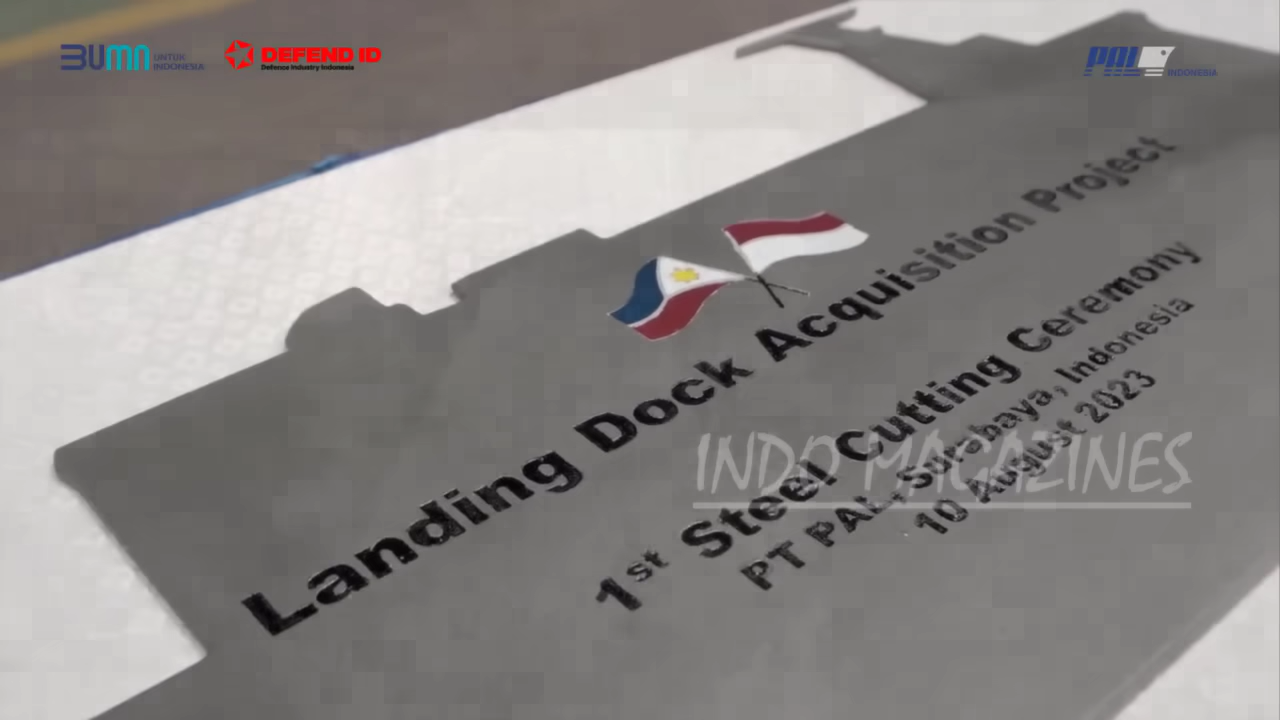 BUMN UNTUK INDONESIA
DEFEND ID
Defence Industry Indonesia
PAL INDONESIA
Landing Dock Acquisition Project
1st Steel Cutting Ceremony
PT PAL, Surabaya, Indonesia
10 August 2023
INDO MAGAZINES